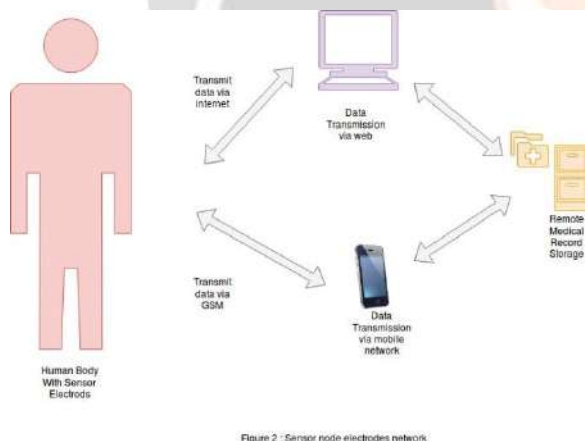 Transmit
data via
internet
Data
Transmission
via web
Remote
Medical
Record
Storage
Transmit
data via
GSM
Data
Transmission
via mobile
network
Human Body
With Sensor
Electrods
Figure 2 : Sensor node electrodes network